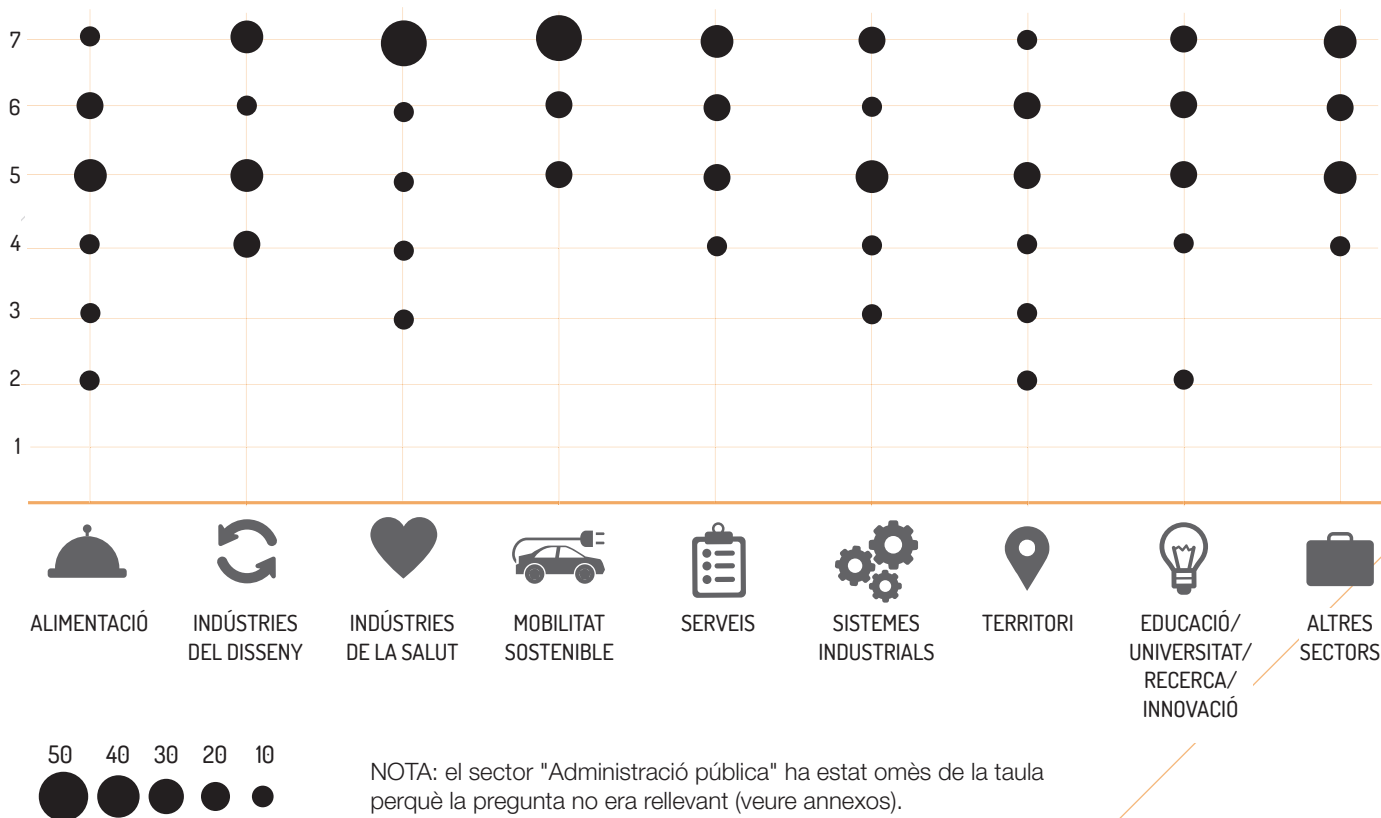 7
6
5
4
3
2
1
ALIMENTACIÓ
INDÚSTRIES
DEL DISSENY
INDÚSTRIES
DE LA SALUT
MOBILITAT
SOSTENIBLE
SERVEIS
SISTEMES
INDUSTRIALS
TERRITORI
EDUCACIÓ/
UNIVERSITAT/
RECERCA/
INNOVACIÓ
ALTRES
SECTORS
50 40 30 20 10
NOTA: el sector "Administració pública" ha estat omès de la taula
perquè la pregunta no era rellevant (veure annexos).